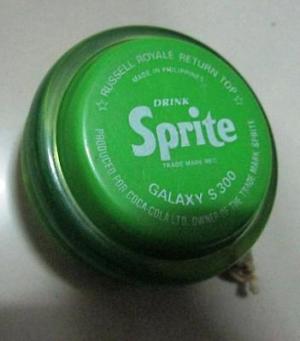 ☆ RUSSELL ROYALE RETURN TOP ☆
MADE IN PHILIPPINES
DRINK
Sprite
TRADE MARK REG.
GALAXY S 300
PRODUCED FOR COCA-COLA LTD. OWNER OF THE TRADE MARK SPRITE